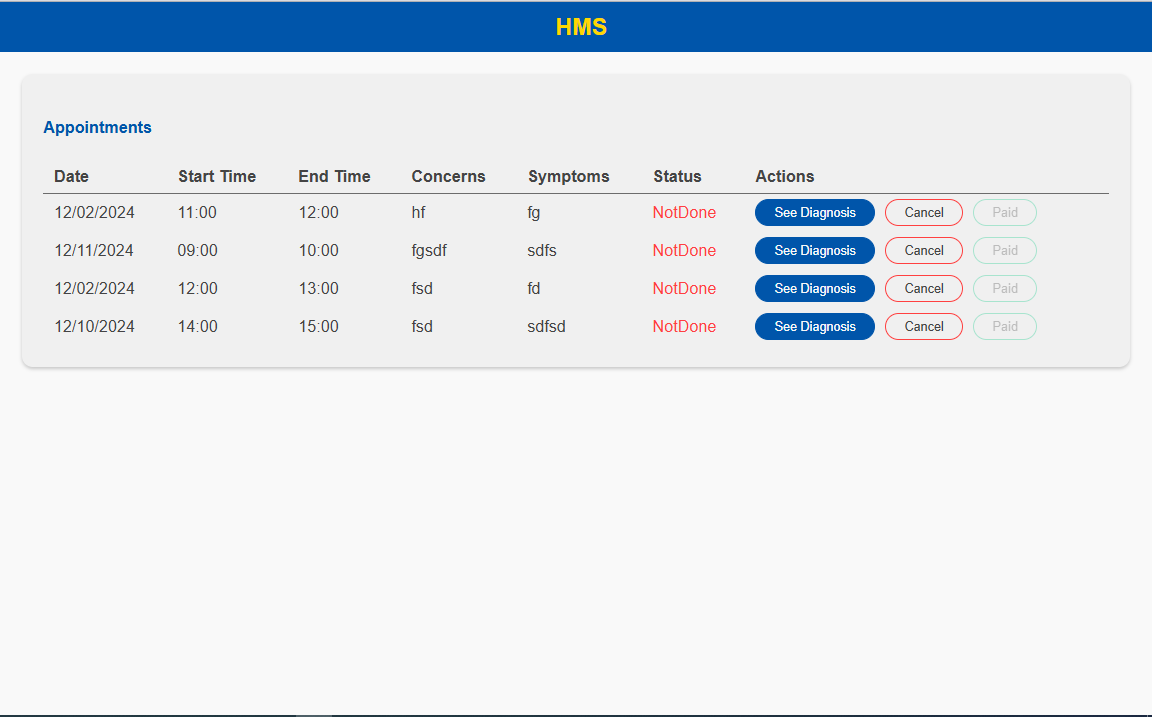 HMS
Appointments
Date Start Time End Time Concerns Symptoms Status Actions
12/02/2024 11:00 12:00 hf fg NotDone See Diagnosis Cancel Paid
12/11/2024 09:00 10:00 fgsdf sdfs NotDone See Diagnosis Cancel Paid
12/02/2024 12:00 13:00 fsd fd NotDone See Diagnosis Cancel Paid
12/10/2024 14:00 15:00 fsd sdfsd NotDone See Diagnosis Cancel Paid